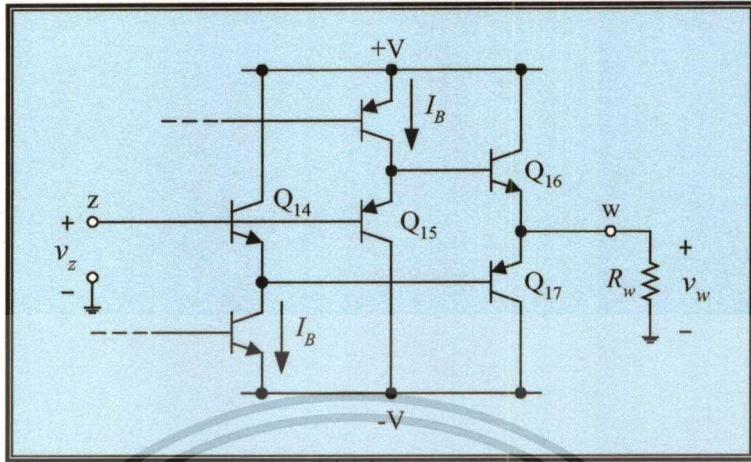 +V
I_B
Q_16
z
Q_14
Q_15
w
+
v_z
-
Q_17
R_w
+
v_w
-
I_B
-V